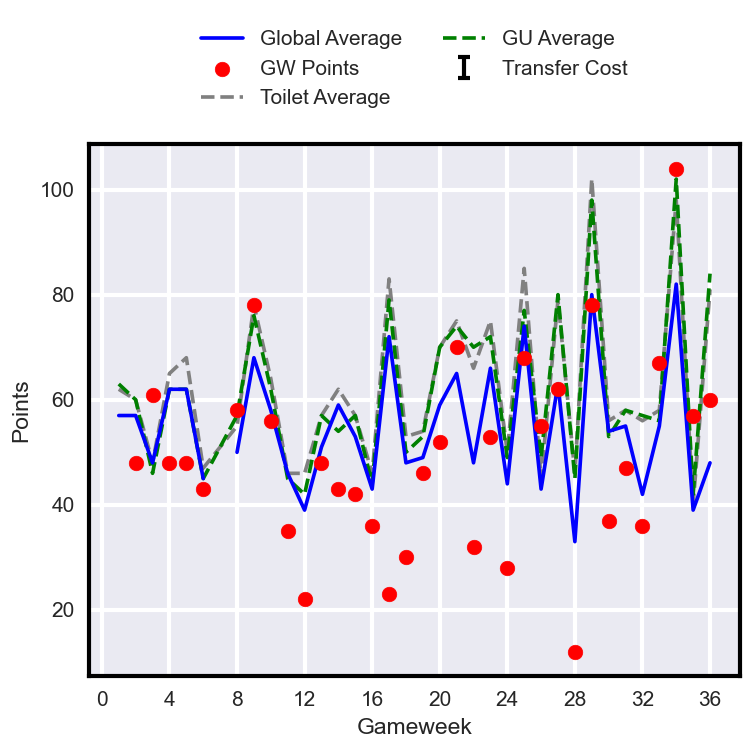 Global Average
GW Points
Toilet Average
GU Average
Transfer Cost
Points
100
80
60
40
20
0 4 8 12 16 20 24 28 32 36
Gameweek